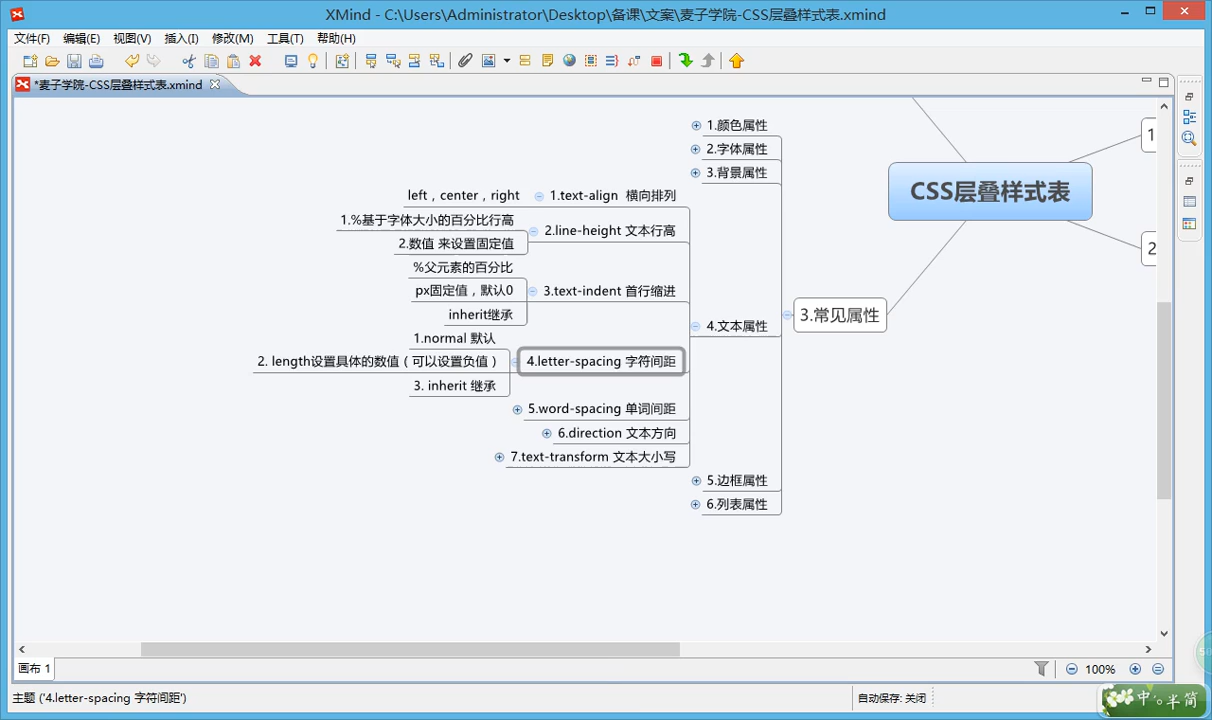 XMind - C:\Users\Administrator\Desktop\备课\文案\麦子学院-CSS层叠样式表.xmind
文件(F) 编辑(E) 视图(V) 插入(I) 修改(M) 工具(T) 帮助(H)
*麦子学院-CSS层叠样式表.xmind
1.颜色属性
2.字体属性
3.背景属性
left，center，right
1.text-align 横向排列
1.%基于字体大小的百分比行高
2.数值 来设置固定值
2.line-height 文本行高
%父元素的百分比
px固定值，默认0
inherit继承
3.text-indent 首行缩进
1.normal 默认
2. length设置具体的数值（可以设置负值）
3. inherit 继承
4.letter-spacing 字符间距
5.word-spacing 单词间距
6.direction 文本方向
7.text-transform 文本大小写
4.文本属性
5.边框属性
6.列表属性
3.常见属性
CSS层叠样式表
1
2
画布 1
100%
主题 ('4.letter-spacing 字符间距')
自动保存: 关闭
中 半 简